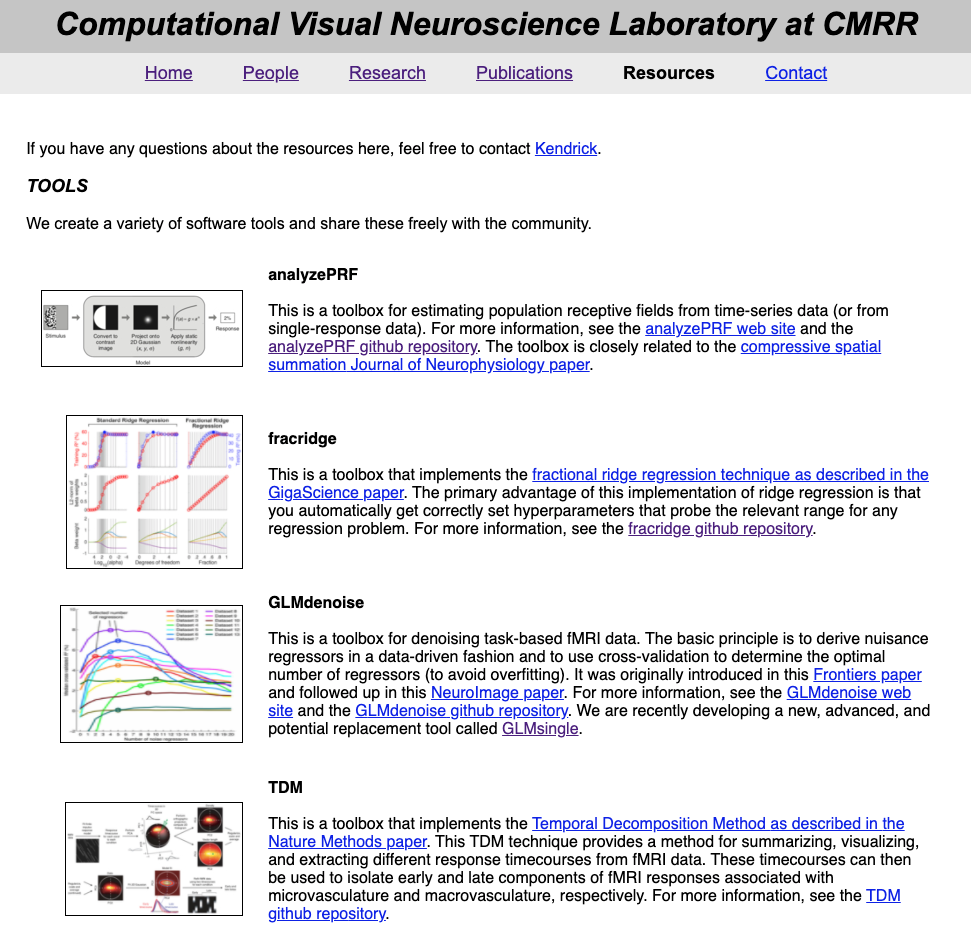 Computational Visual Neuroscience Laboratory at CMRR
Home People Research Publications Resources Contact
If you have any questions about the resources here, feel free to contact Kendrick.
TOOLS
We create a variety of software tools and share these freely with the community.
Stimulus
Convert to
contrast
image
Project onto
2D Gaussian
(x, y, σ)
Apply static
nonlinearity
(g, n)
2%
Response
Model
analyzePRF
This is a toolbox for estimating population receptive fields from time-series data (or from
single-response data). For more information, see the analyzePRF web site and the
analyzePRF github repository. The toolbox is closely related to the compressive spatial
summation Journal of Neurophysiology paper.
Standard Ridge Regression
Fractional Ridge
Regression
Degrees of freedom
Fraction
fracridge
This is a toolbox that implements the fractional ridge regression technique as described in the
GigaScience paper. The primary advantage of this implementation of ridge regression is that
you automatically get correctly set hyperparameters that probe the relevant range for any
regression problem. For more information, see the fracridge github repository.
Selected number
of regressors
Number of noise regressors
GLMdenoise
This is a toolbox for denoising task-based fMRI data. The basic principle is to derive nuisance
regressors in a data-driven fashion and to use cross-validation to determine the optimal
number of regressors (to avoid overfitting). It was originally introduced in this Frontiers paper
and followed up in this NeuroImage paper. For more information, see the GLMdenoise web
site and the GLMdenoise github repository. We are recently developing a new, advanced, and
potential replacement tool called GLMsingle.
TDM
This is a toolbox that implements the Temporal Decomposition Method as described in the
Nature Methods paper. This TDM technique provides a method for summarizing, visualizing,
and extracting different response timecourses from fMRI data. These timecourses can then
be used to isolate early and late components of fMRI responses associated with
microvasculature and macrovasculature, respectively. For more information, see the TDM
github repository.